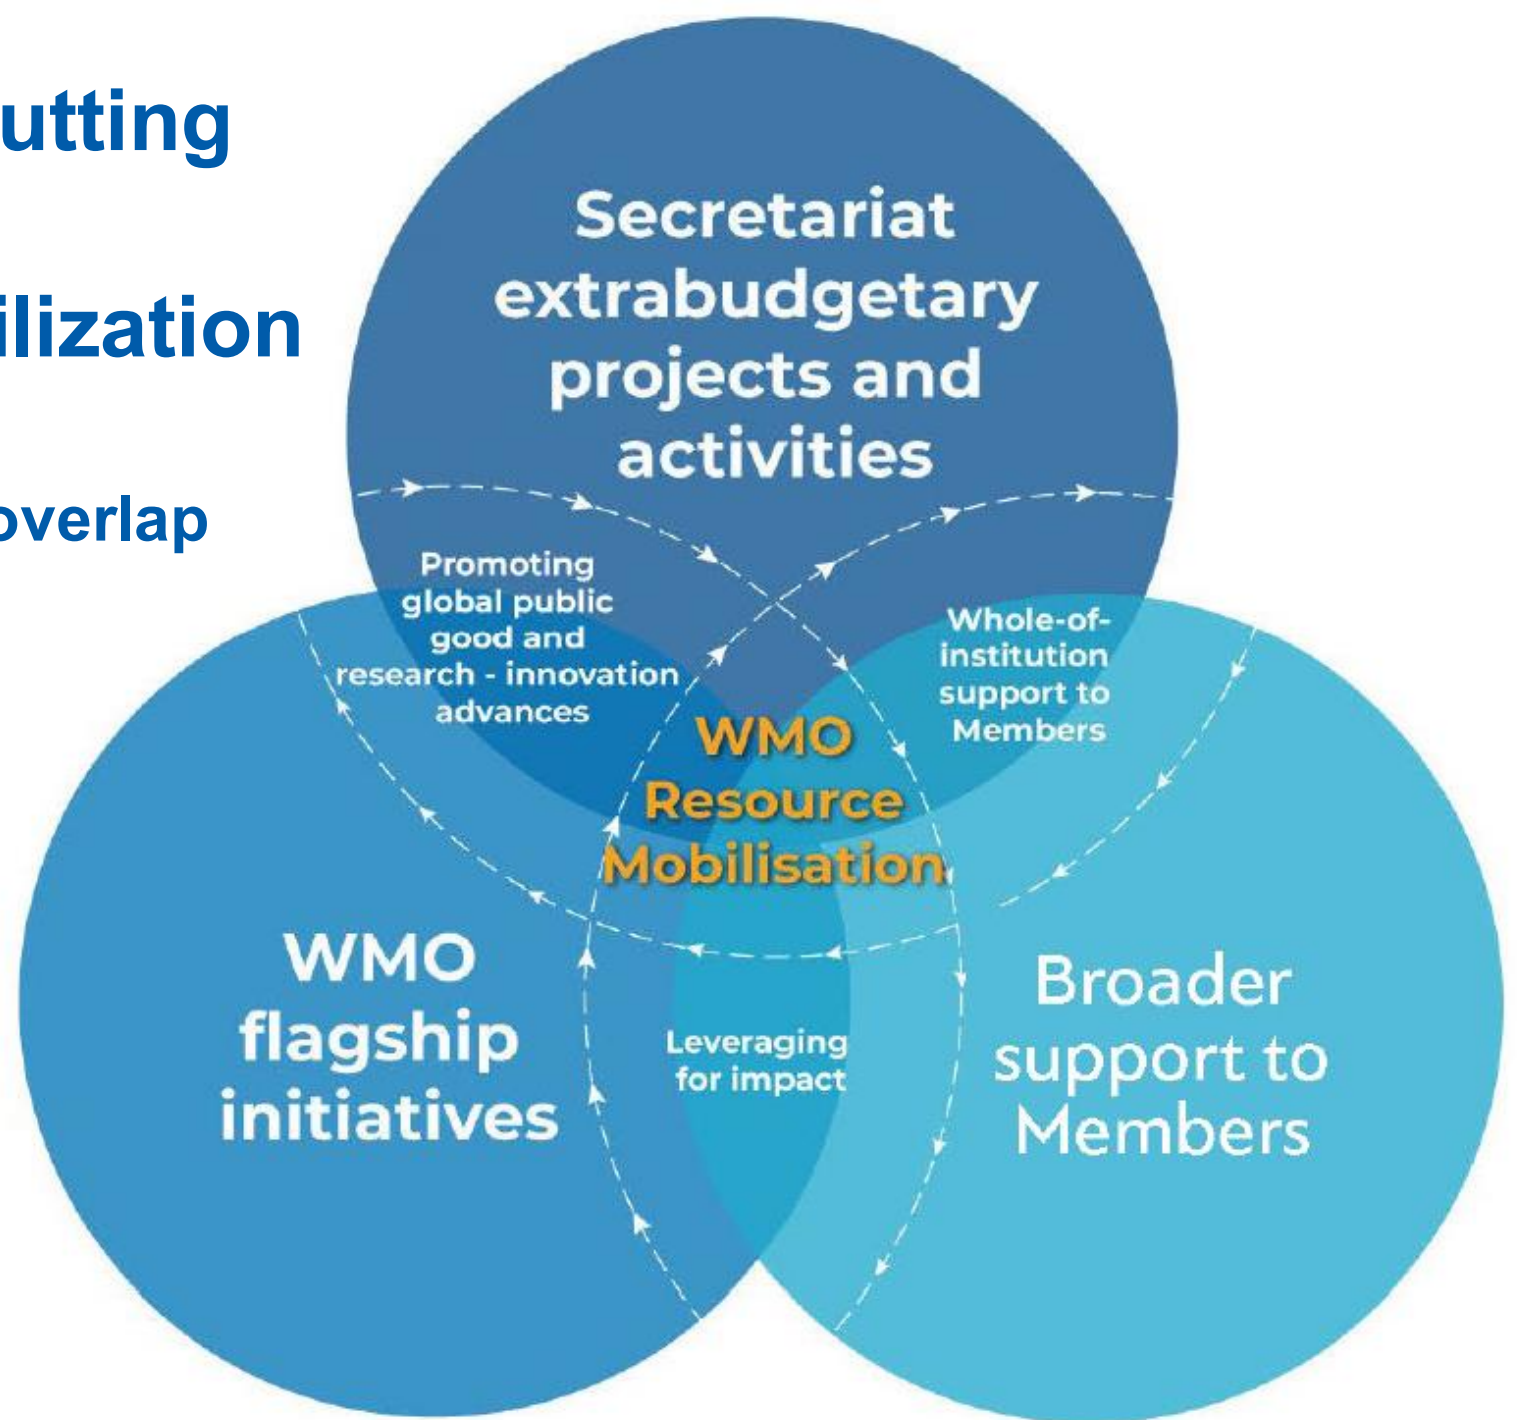 utting
ilization
overlap
Secretariat
extrabudgetary
projects and
activities
Promoting
global public
good and
research - innovation
advances
Whole-of-
institution
support to
Members
WMO
Resource
Mobilisation
WMO
flagship
initiatives
Leveraging
for impact
Broader
support to
Members